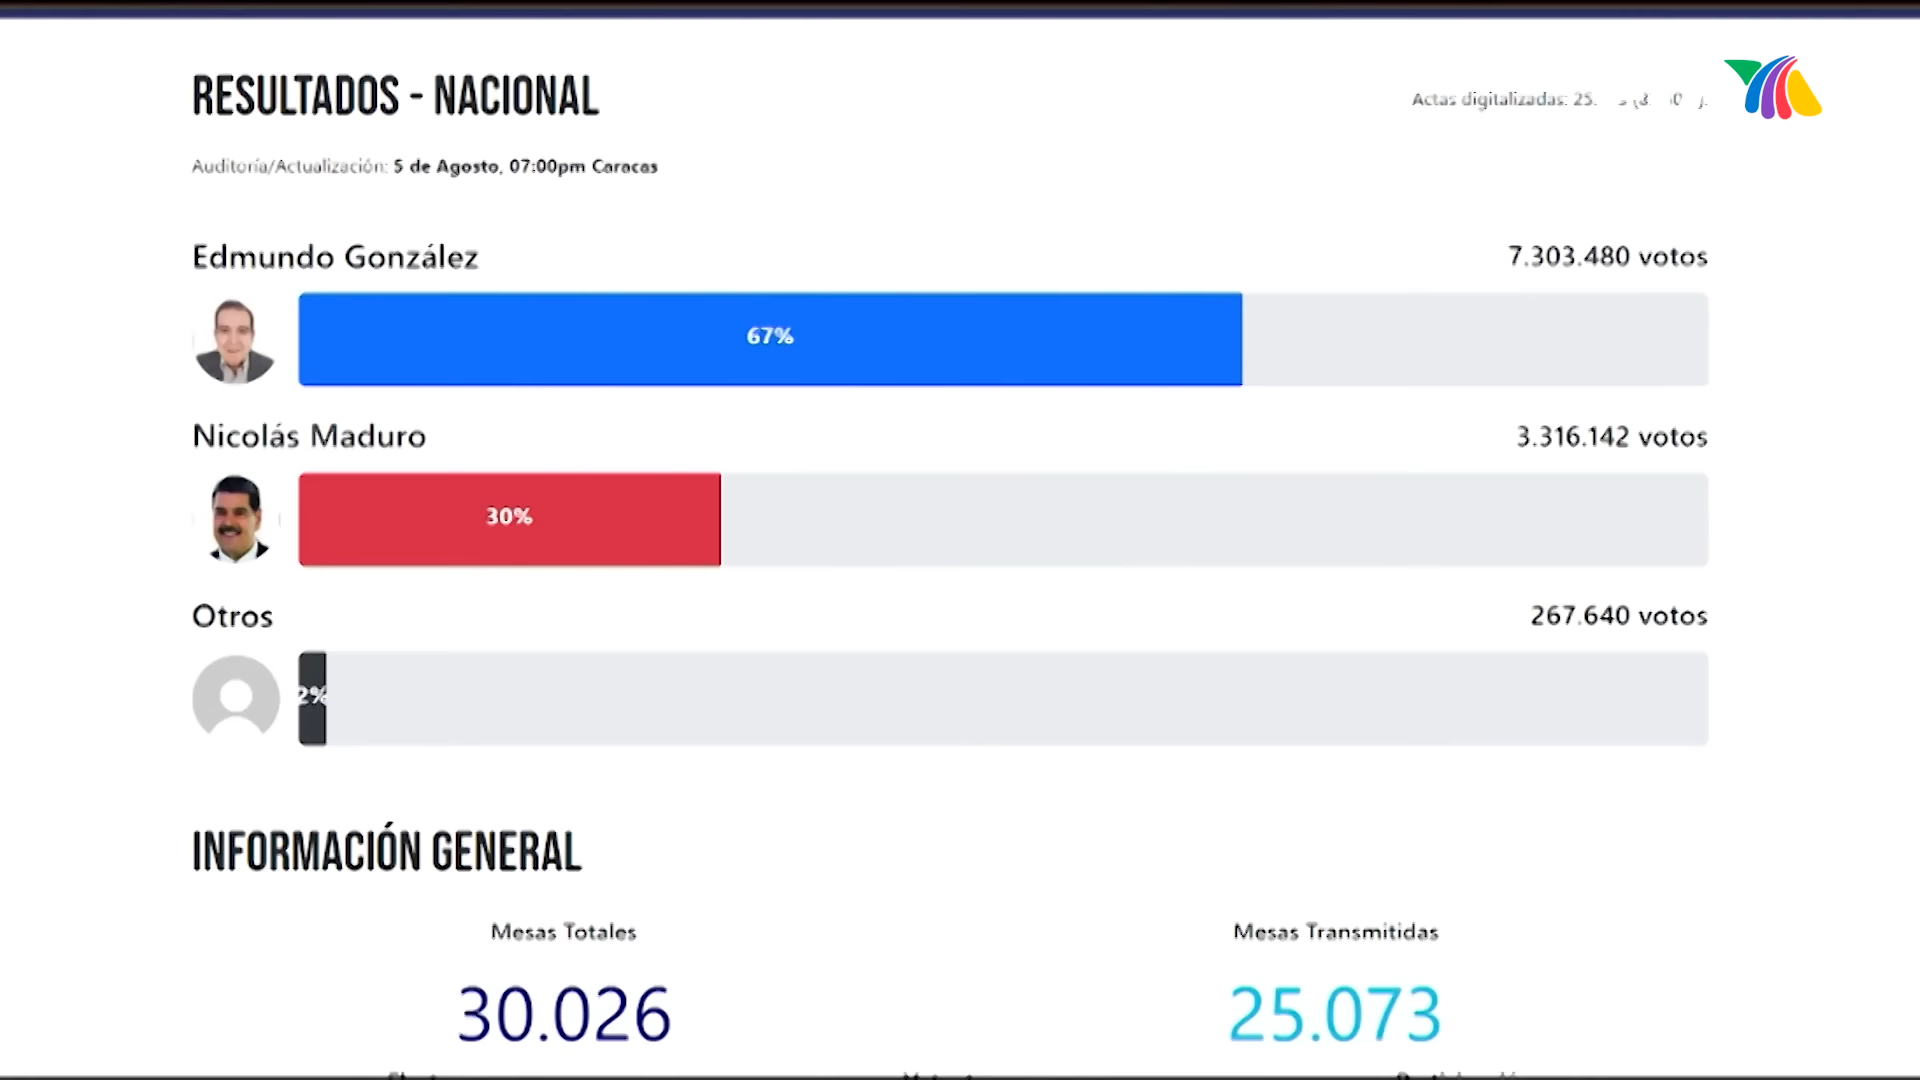 RESULTADOS - NACIONAL
Actas digitalizadas: 25.
Auditoría/Actualización: 5 de Agosto, 07:00pm Caracas
Edmundo González
7.303.480 votos
67%
Nicolás Maduro
3.316.142 votos
30%
Otros
267.640 votos
2%
INFORMACIÓN GENERAL
Mesas Totales
Mesas Transmitidas
30.026
25.073